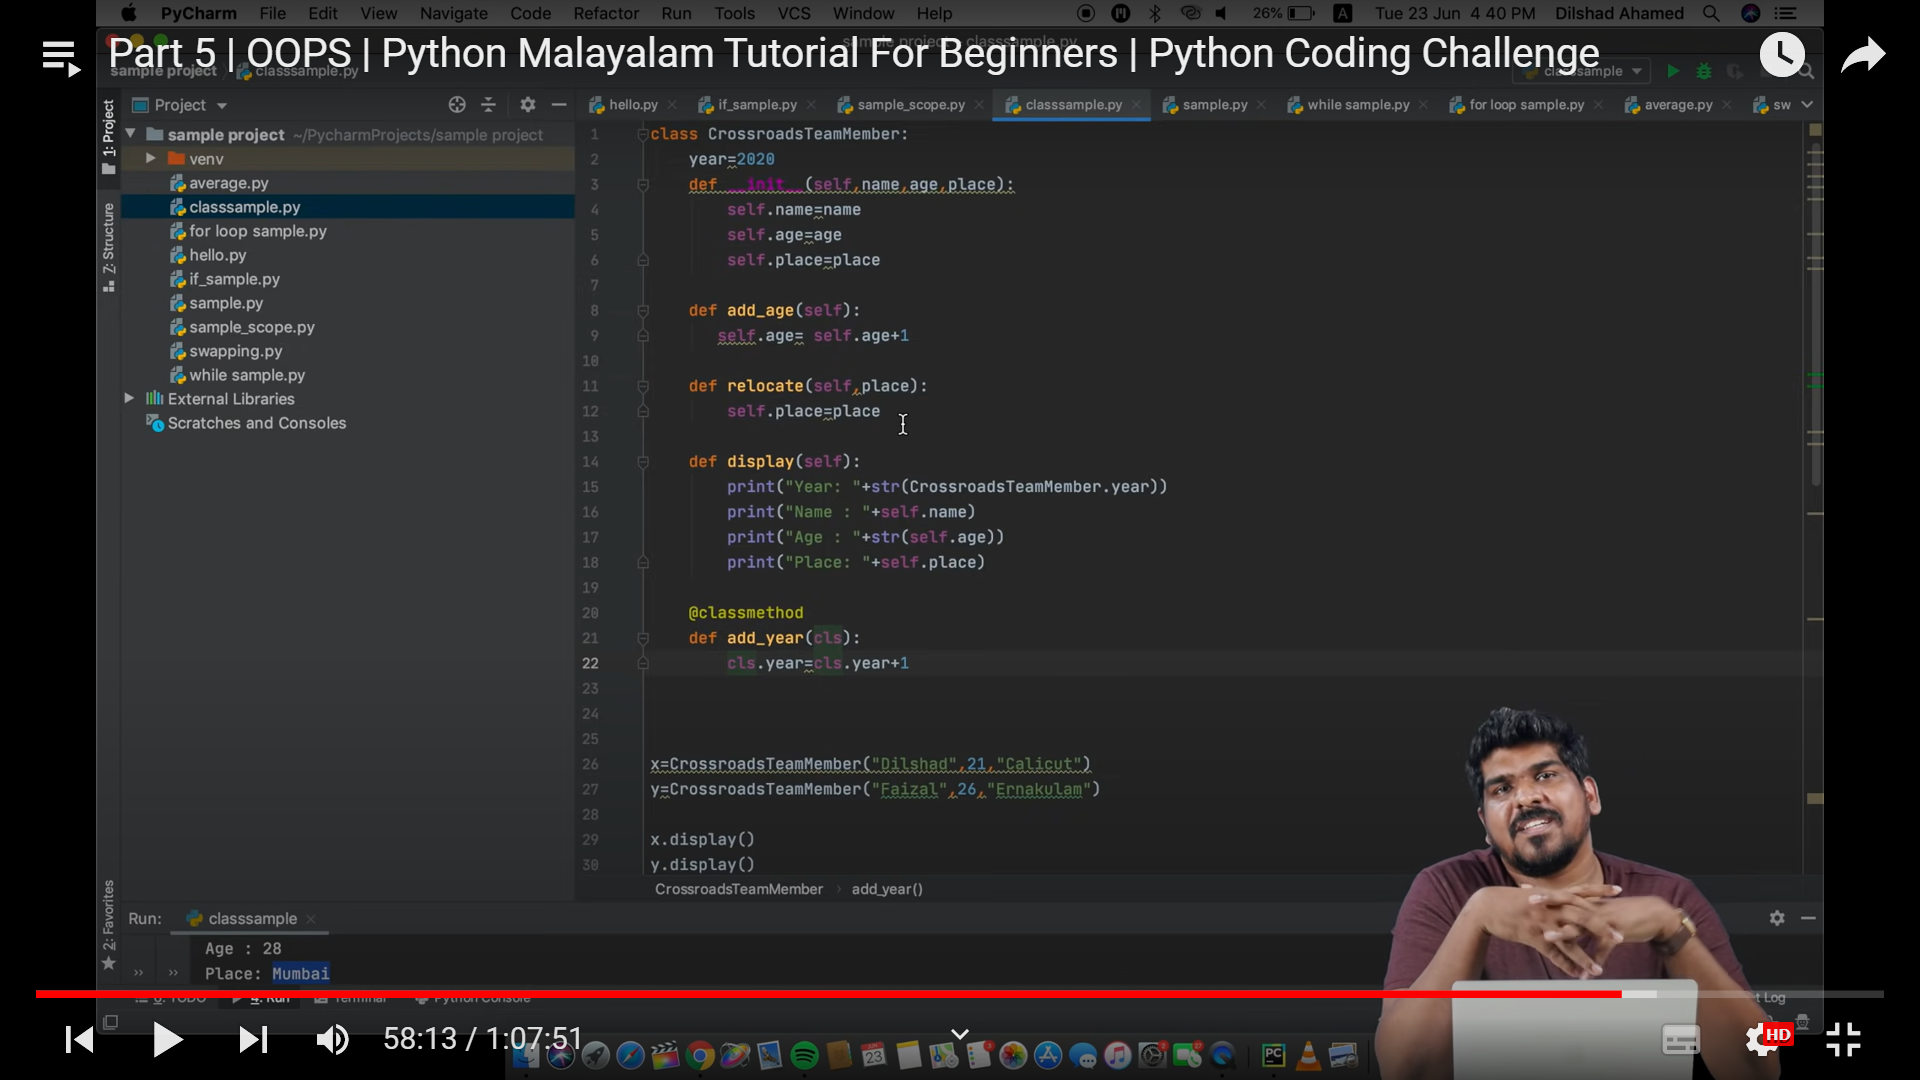 PyCharm File Edit View Navigate Code Refactor Run Tools VCS Window Help 26% A Tue 23 Jun 4 40 PM Dilshad Ahamed
Part 5 | OOPS | Python Malayalam Tutorial For Beginners | Python Coding Challenge
sample project classsample.py classsample
1: Project
Project
hello.py if_sample.py sample_scope.py classsample.py sample.py while sample.py for loop sample.py average.py sw
sample project ~/PycharmProjects/sample project
venv
average.py
classsample.py
for loop sample.py
hello.py
if_sample.py
sample.py
sample_scope.py
swapping.py
while sample.py
External Libraries
Scratches and Consoles
Z: Structure
2: Favorites
1 class CrossroadsTeamMember:
2 year=2020
3 def __init__(self,name,age,place):
4 self.name=name
5 self.age=age
6 self.place=place
7
8 def add_age(self):
9 self.age= self.age+1
10
11 def relocate(self,place):
12 self.place=place
13
14 def display(self):
15 print("Year: "+str(CrossroadsTeamMember.year))
16 print("Name : "+self.name)
17 print("Age : "+str(self.age))
18 print("Place: "+self.place)
19
20 @classmethod
21 def add_year(cls):
22 cls.year=cls.year+1
23
24
25
26 x=CrossroadsTeamMember("Dilshad",21,"Calicut")
27 y=CrossroadsTeamMember("Faizal",26,"Ernakulam")
28
29 x.display()
30 y.display()
CrossroadsTeamMember › add_year()
Run: classsample
Age : 28
Place: Mumbai
6: TODO 4: Run Terminal Python Console t Log
58:13 / 1:07:51
23
PC
HD